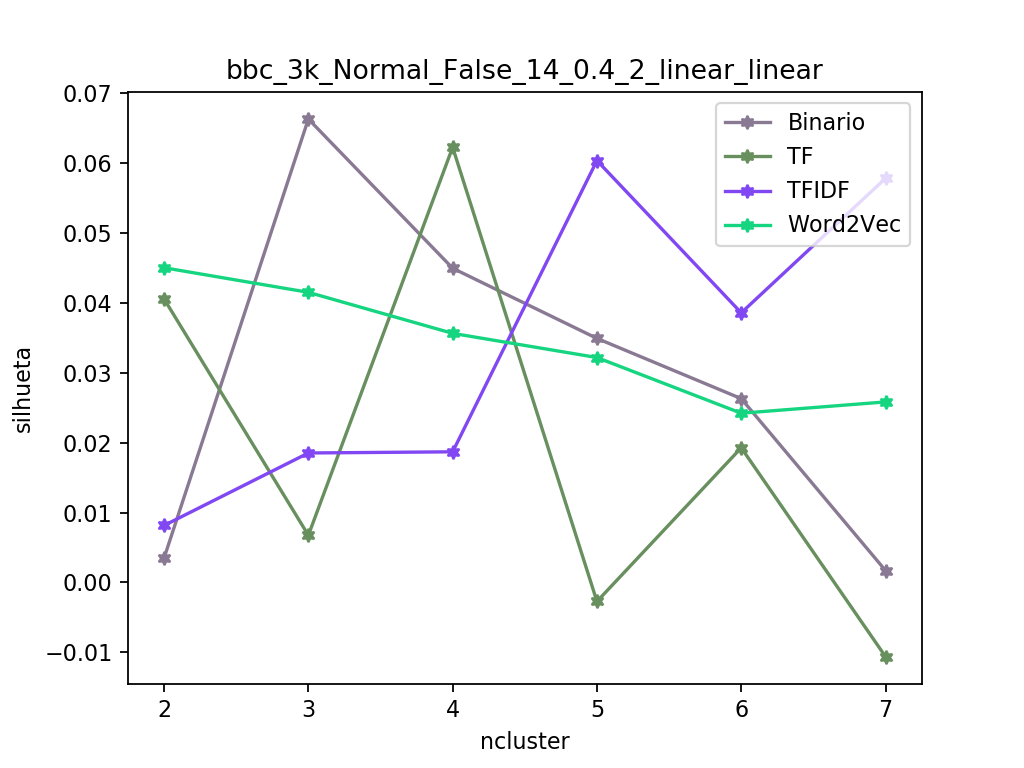 bbc_3k_Normal_False_14_0.4_2_linear_linear
0.07
0.06
0.05
0.04
0.03
0.02
0.01
0.00
−0.01
silhueta
Binario
TF
TFIDF
Word2Vec
2 3 4 5 6 7
ncluster